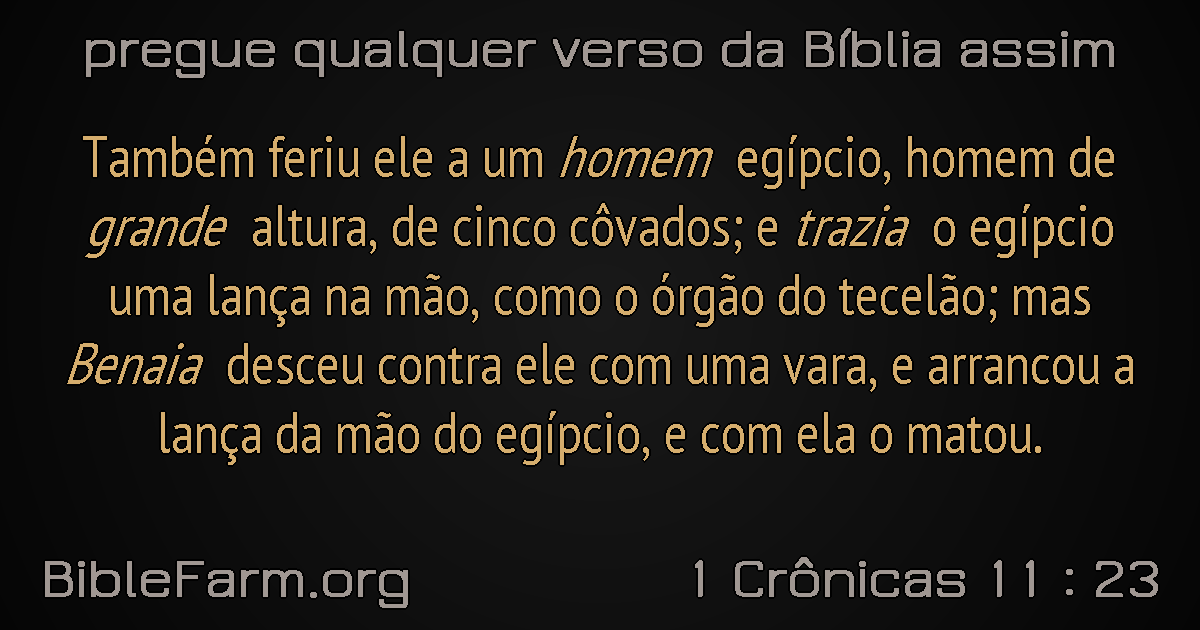 pregue qualquer verso da Bíblia assim
Também feriu ele a um homem egípcio, homem de
grande altura, de cinco côvados; e trazia o egípcio
uma lança na mão, como o órgão do tecelão; mas
Benaia desceu contra ele com uma vara, e arrancou a
lança da mão do egípcio, e com ela o matou.
BibleFarm.org
1 Crônicas 11 : 23